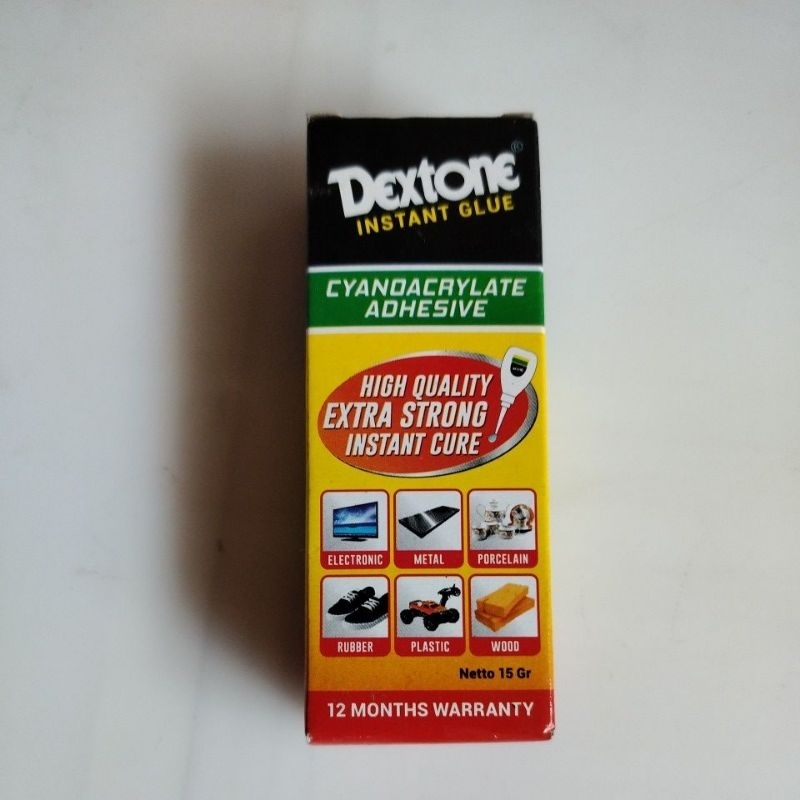 Dextone®
INSTANT GLUE
CYANOACRYLATE
ADHESIVE
HIGH QUALITY
EXTRA STRONG
INSTANT CURE
ELECTRONIC METAL PORCELAIN
RUBBER PLASTIC WOOD
Netto 15 Gr
12 MONTHS WARRANTY